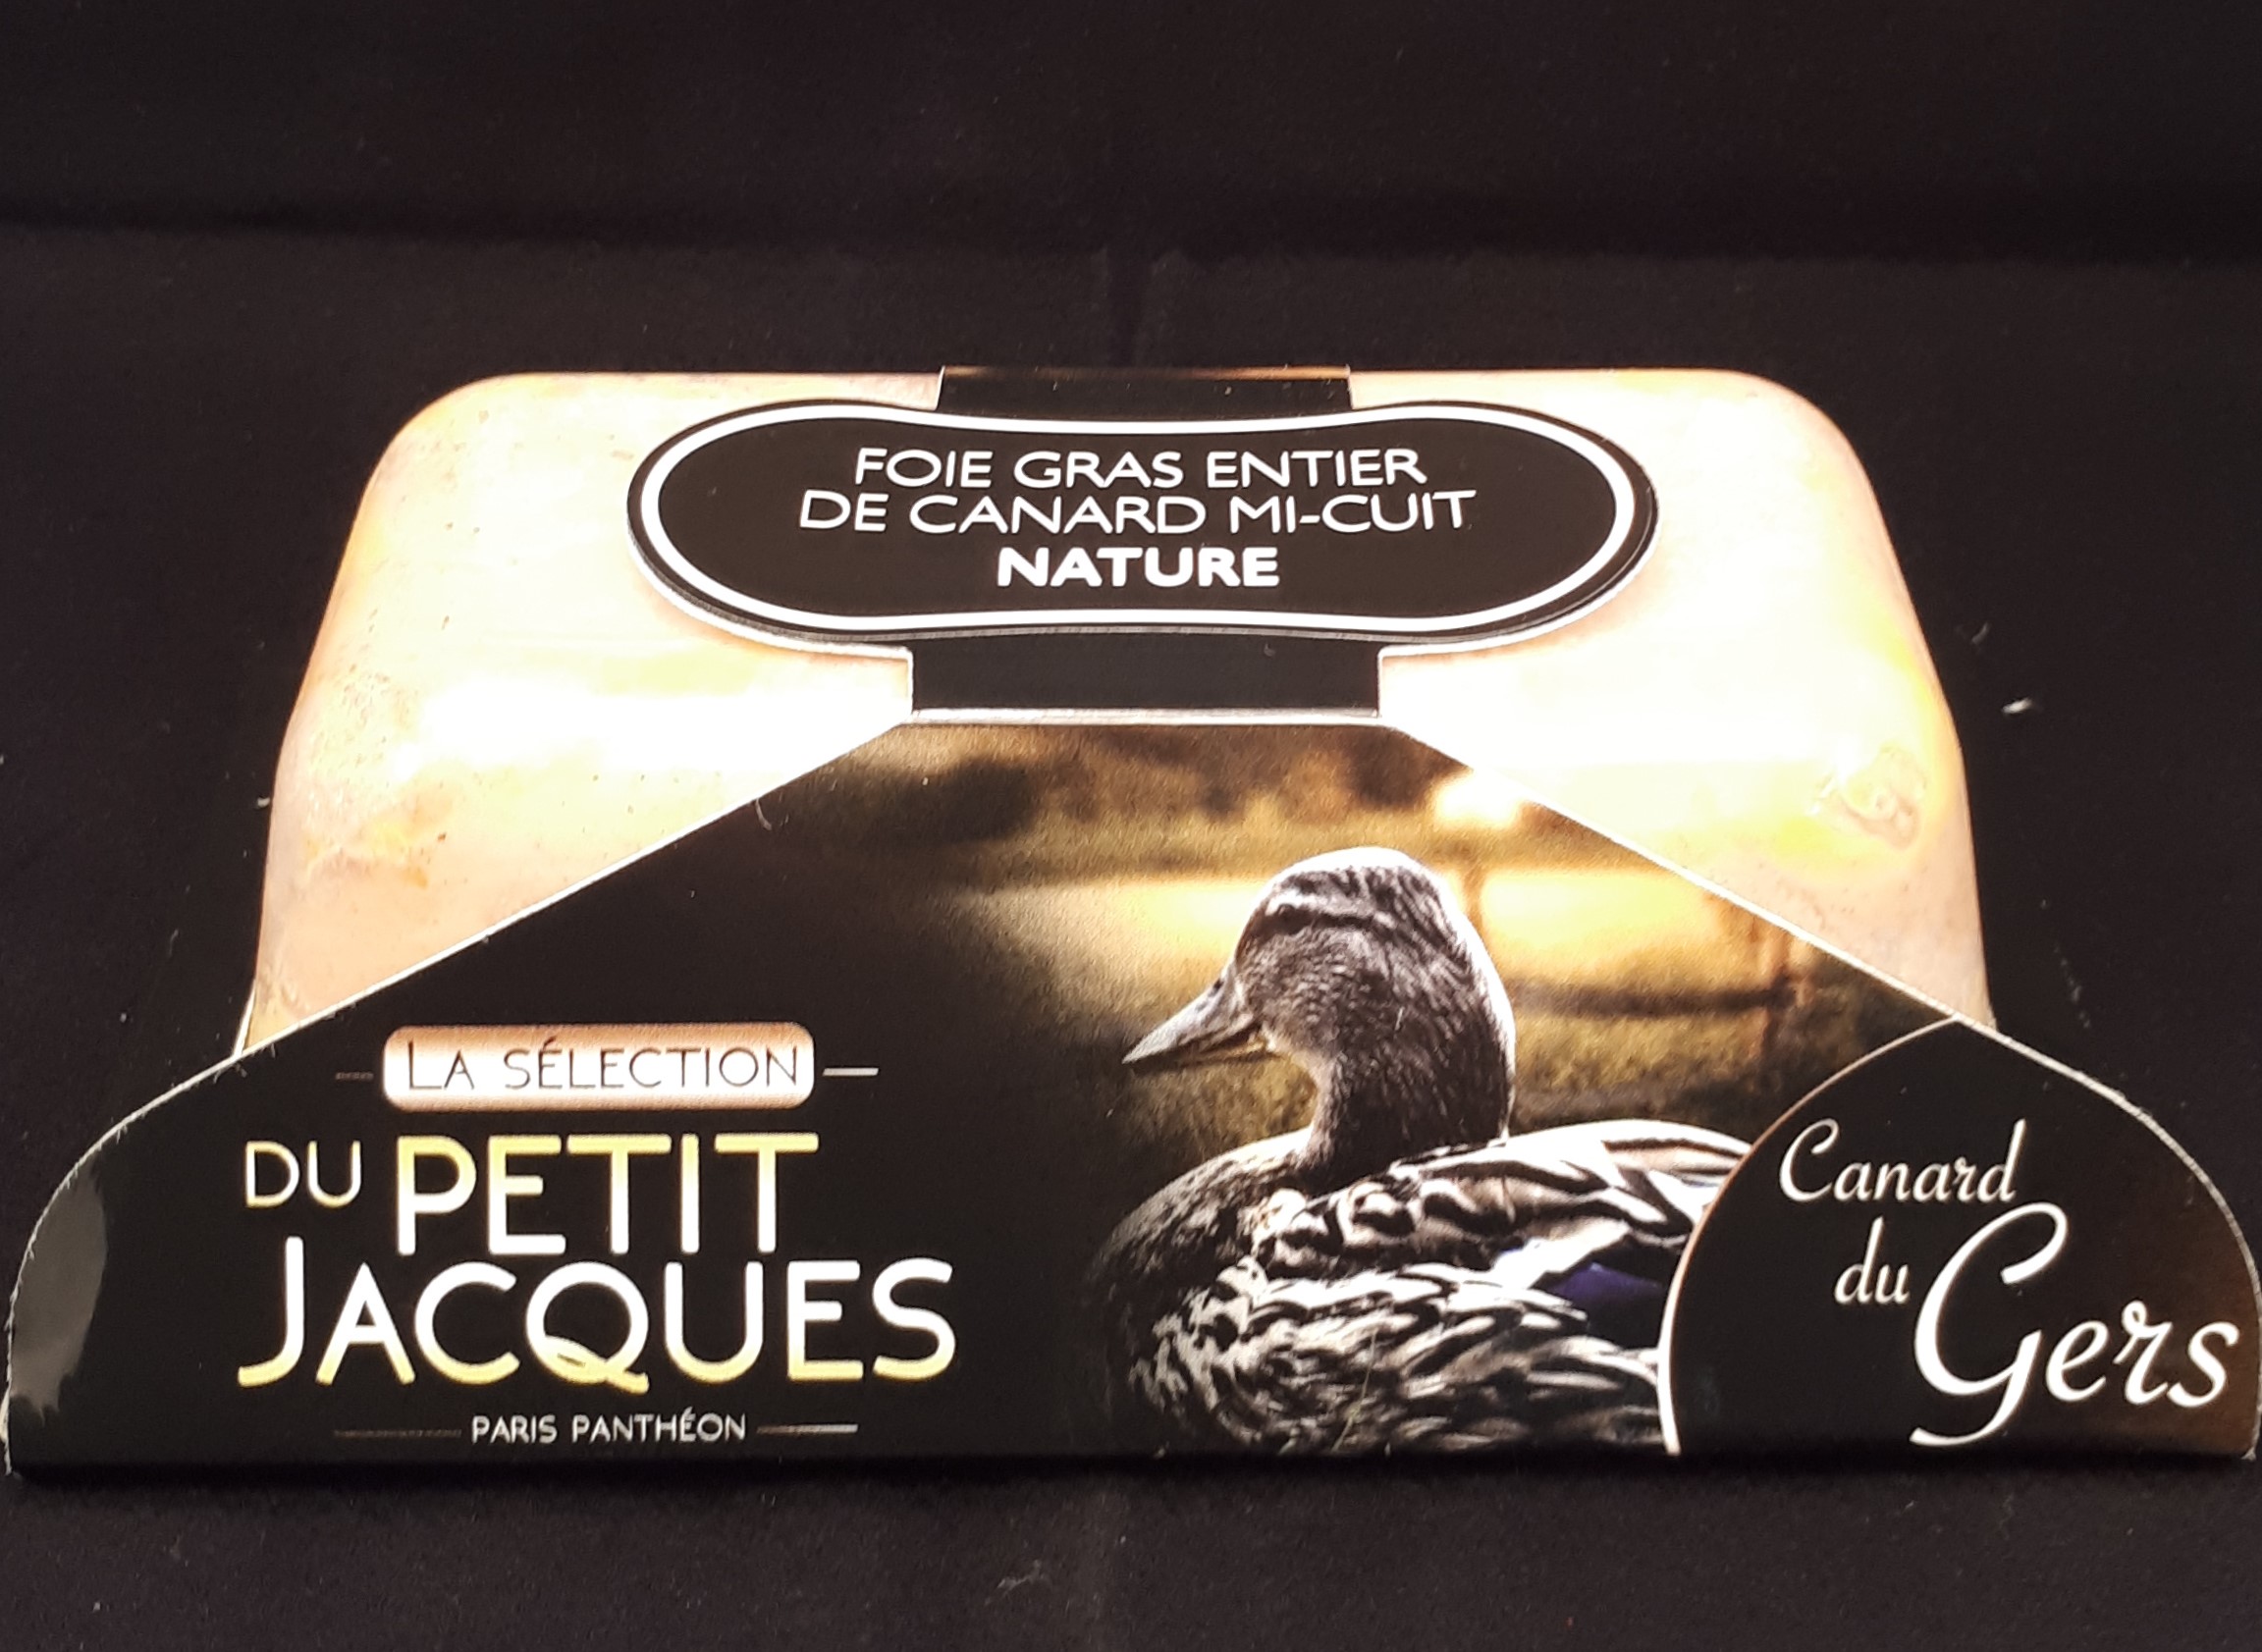 FOIE GRAS ENTIER
DE CANARD MI-CUIT
NATURE
LA SÉLECTION
DU PETIT
JACQUES
PARIS PANTHÉON
Canard
du Gers